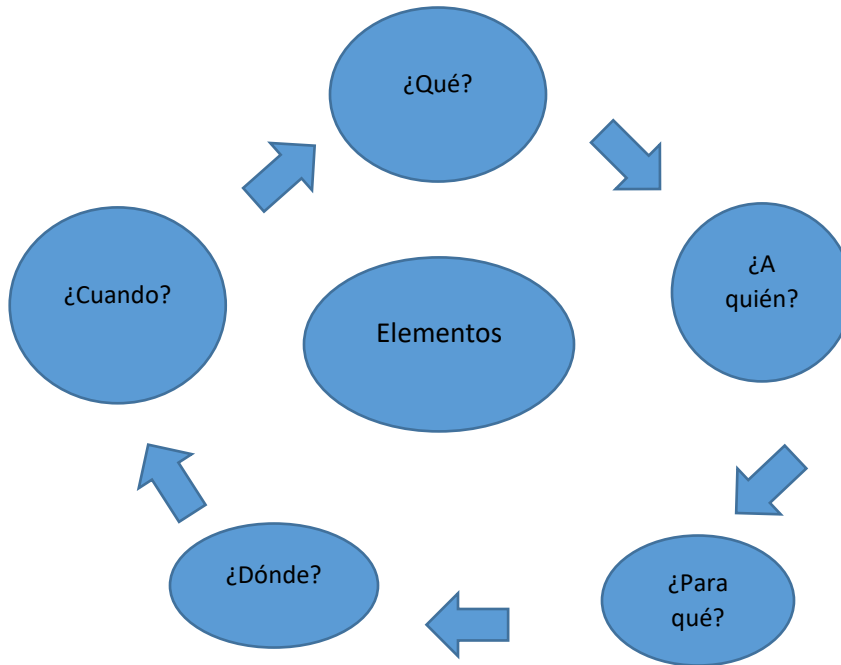 ¿Qué?
¿A
quién?
¿Para
qué?
¿Dónde?
¿Cuando?
Elementos